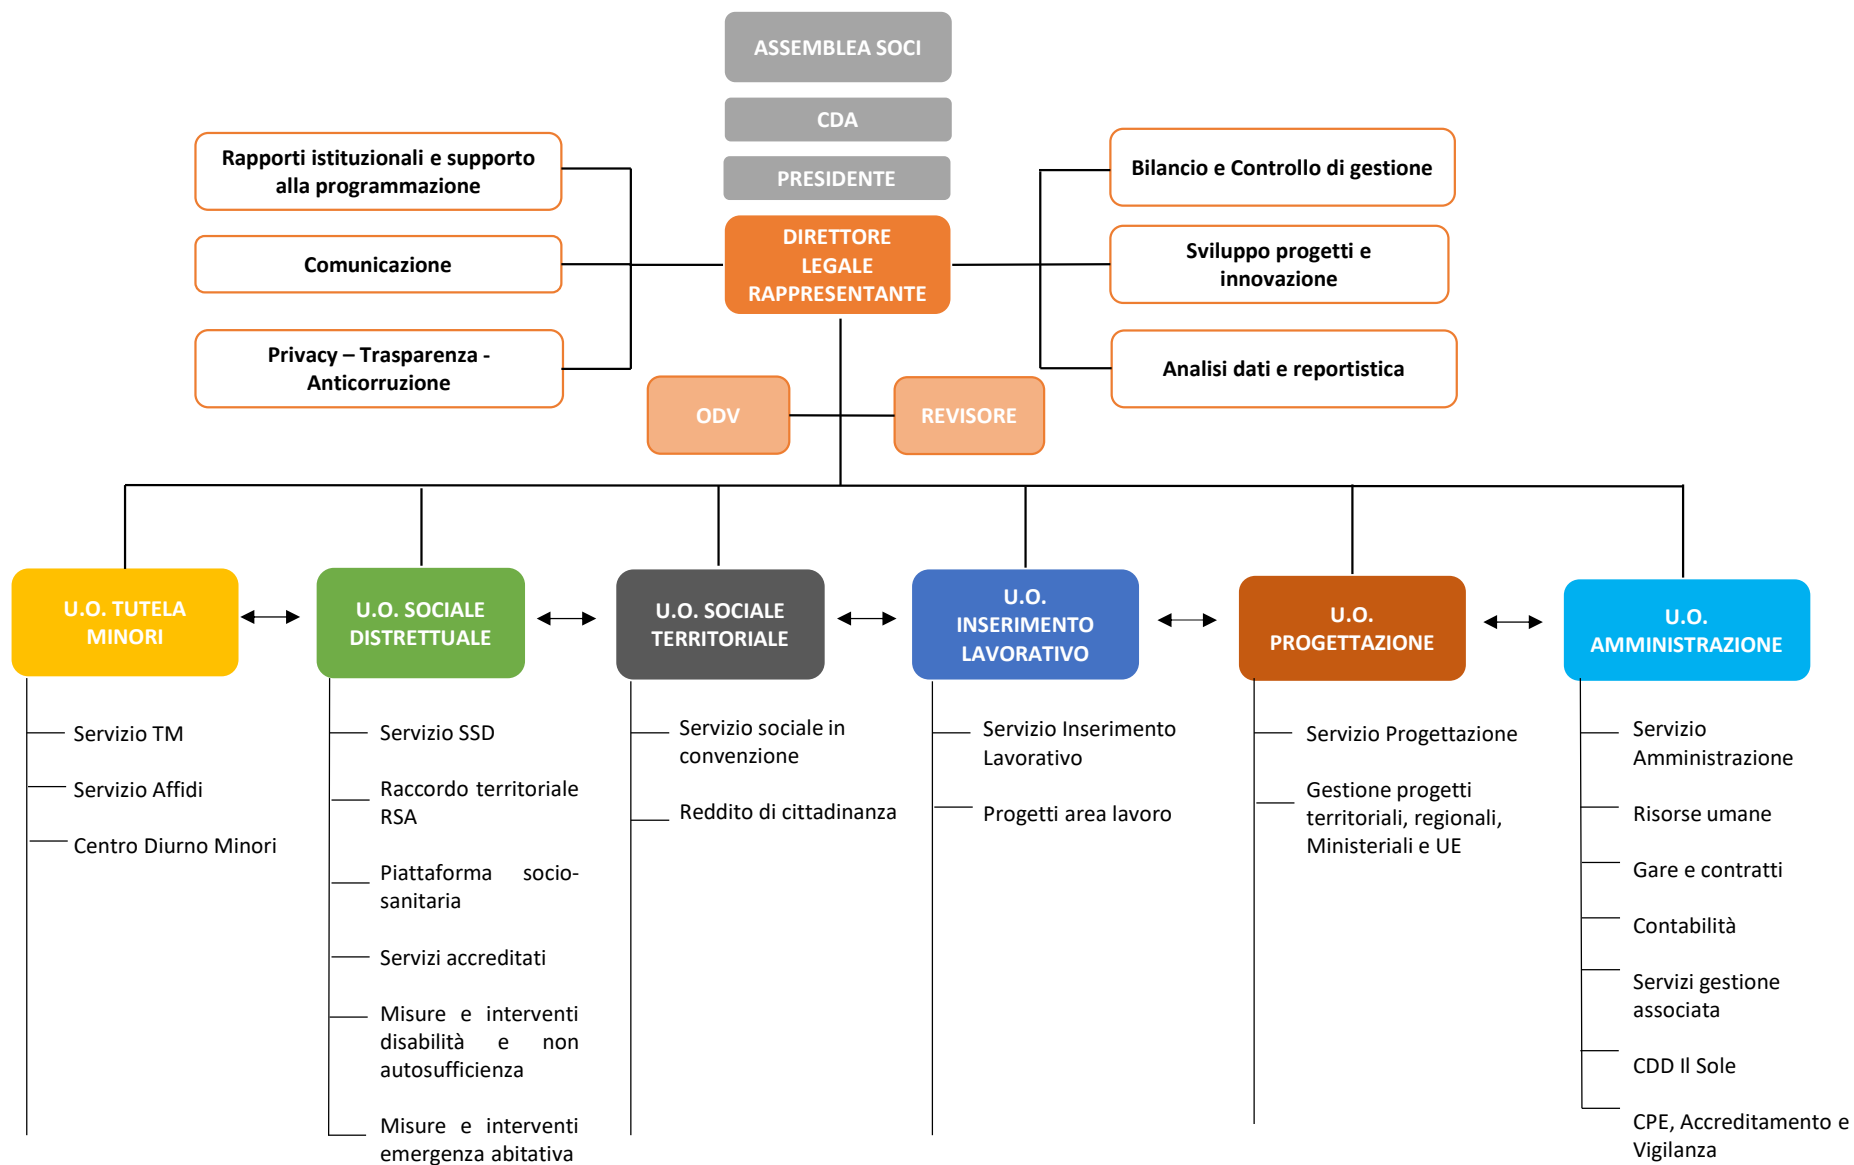 ASSEMBLEA SOCI
CDA
PRESIDENTE
DIRETTORE
LEGALE
RAPPRESENTANTE
Rapporti istituzionali e supporto
alla programmazione
Comunicazione
Privacy – Trasparenza -
Anticorruzione
Bilancio e Controllo di gestione
Sviluppo progetti e
innovazione
Analisi dati e reportistica
ODV
REVISORE
U.O. TUTELA
MINORI
Servizio TM
Servizio Affidi
Centro Diurno Minori
U.O. SOCIALE
DISTRETTUALE
Servizio SSD
Raccordo territoriale
RSA
Piattaforma socio-
sanitaria
Servizi accreditati
Misure e interventi
disabilità e non
autosufficienza
Misure e interventi
emergenza abitativa
U.O. SOCIALE
TERRITORIALE
Servizio sociale in
convenzione
Reddito di cittadinanza
U.O.
INSERIMENTO
LAVORATIVO
Servizio Inserimento
Lavorativo
Progetti area lavoro
U.O.
PROGETTAZIONE
Servizio Progettazione
Gestione progetti
territoriali, regionali,
Ministeriali e UE
U.O.
AMMINISTRAZIONE
Servizio
Amministrazione
Risorse umane
Gare e contratti
Contabilità
Servizi gestione
associata
CDD Il Sole
CPE, Accreditamento e
Vigilanza